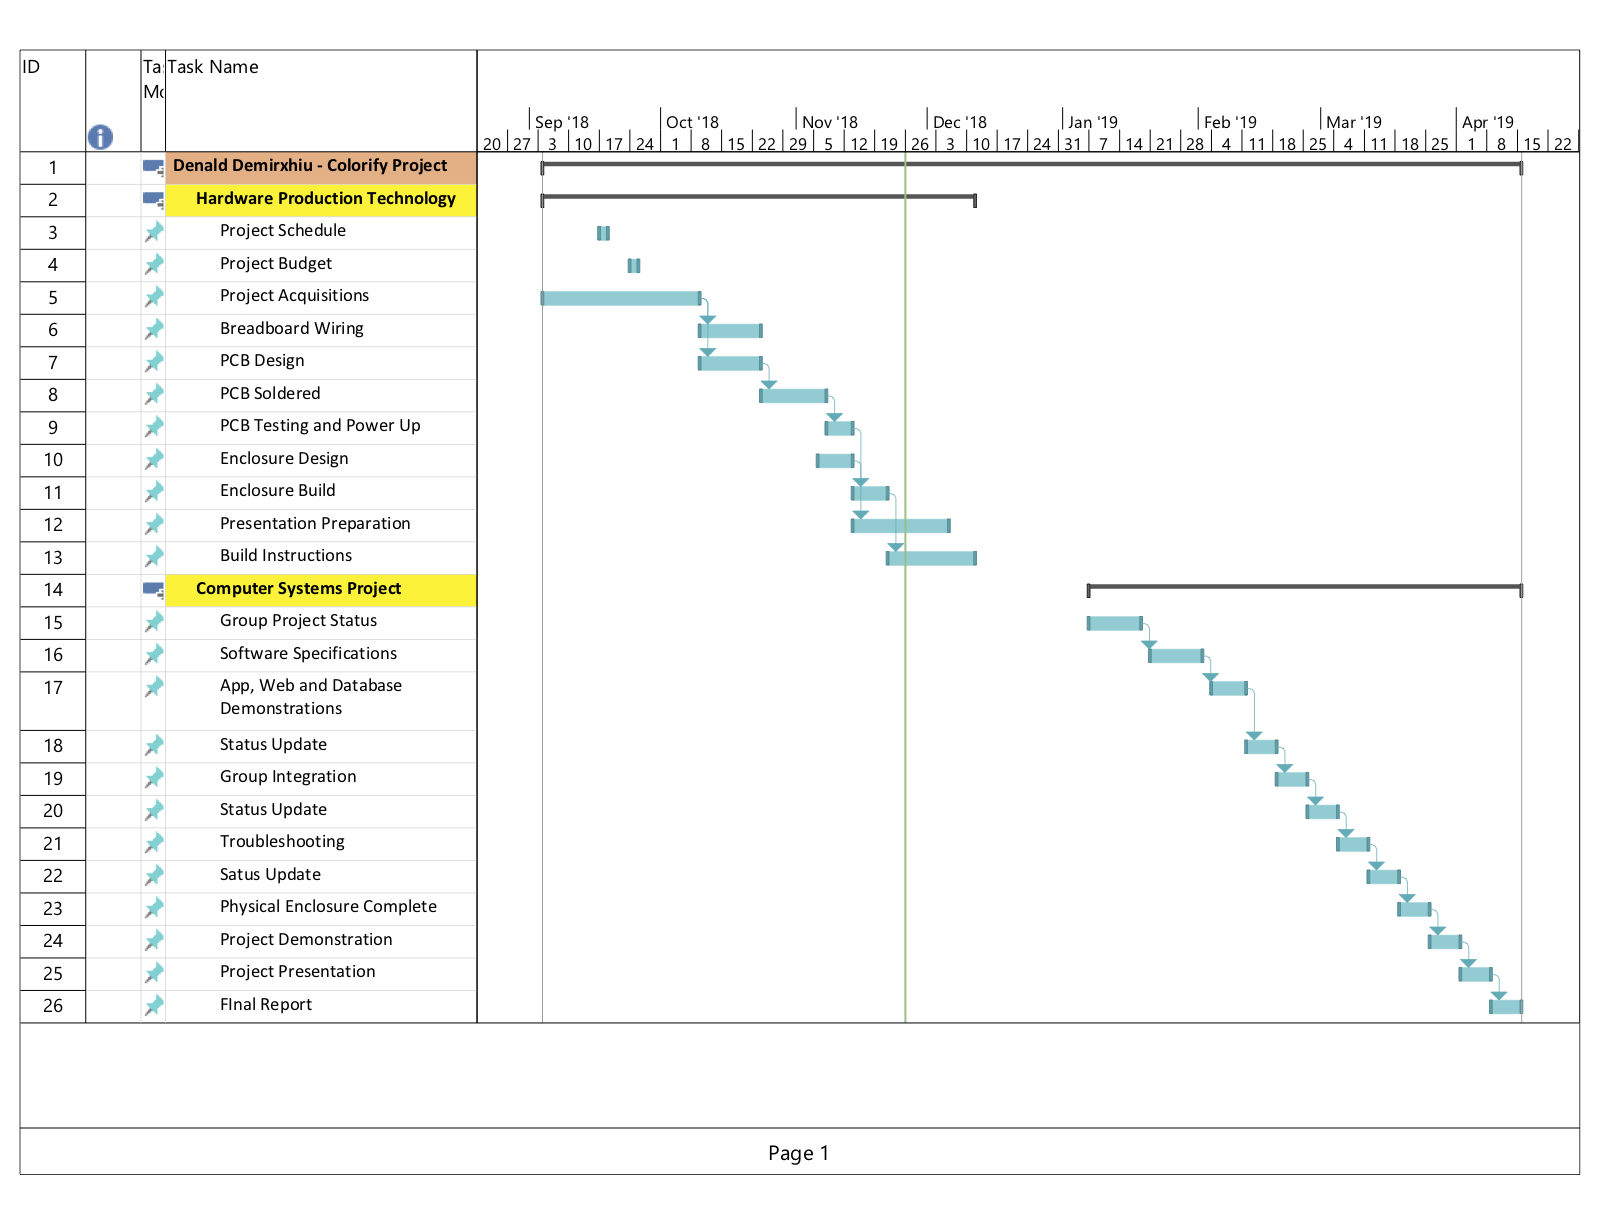 ID
Ta: Task Name
Mo
Sep '18 Oct '18 Nov '18 Dec '18 Jan '19 Feb '19 Mar '19 Apr '19
20 27 3 10 17 24 1 8 15 22 29 5 12 19 26 3 10 17 24 31 7 14 21 28 4 11 18 25 4 11 18 25 1 8 15 22
1 Denald Demirxhiu - Colorify Project
2 Hardware Production Technology
3 Project Schedule
4 Project Budget
5 Project Acquisitions
6 Breadboard Wiring
7 PCB Design
8 PCB Soldered
9 PCB Testing and Power Up
10 Enclosure Design
11 Enclosure Build
12 Presentation Preparation
13 Build Instructions
14 Computer Systems Project
15 Group Project Status
16 Software Specifications
17 App, Web and Database
Demonstrations
18 Status Update
19 Group Integration
20 Status Update
21 Troubleshooting
22 Satus Update
23 Physical Enclosure Complete
24 Project Demonstration
25 Project Presentation
26 FInal Report
Page 1